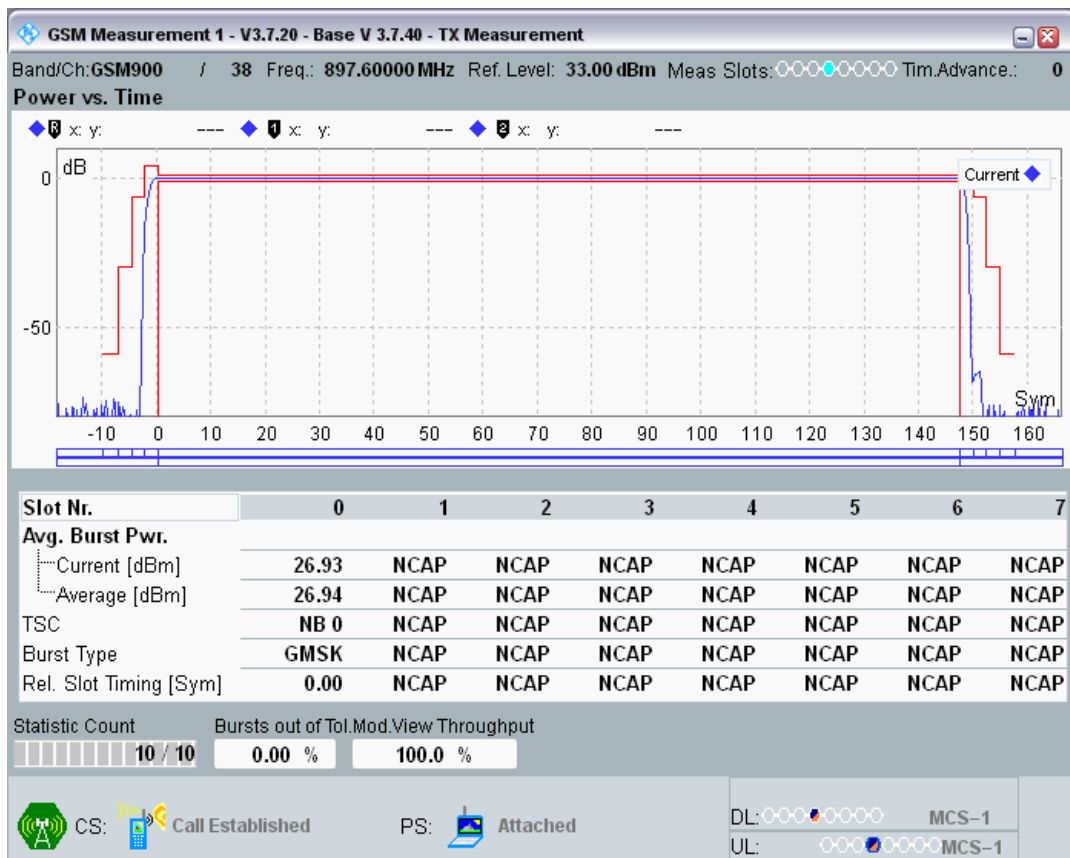 GSM Measurement 1 - V3.7.20 - Base V 3.7.40 - TX Measurement
Band/Ch:GSM900 / 38 Freq.: 897.60000 MHz Ref. Level: 33.00 dBm Meas Slots: Tim.Advance.: 0
Power vs. Time
R x: y: --- 1 x: y: --- 2 x: y: ---
dB
Current
0
-50
Sym
-10 0 10 20 30 40 50 60 70 80 90 100 110 120 130 140 150 160
Slot Nr. 0 1 2 3 4 5 6 7
Avg. Burst Pwr.
Current [dBm] 26.93 NCAP NCAP NCAP NCAP NCAP NCAP NCAP
Average [dBm] 26.94 NCAP NCAP NCAP NCAP NCAP NCAP NCAP
TSC NB 0 NCAP NCAP NCAP NCAP NCAP NCAP NCAP
Burst Type GMSK NCAP NCAP NCAP NCAP NCAP NCAP NCAP
Rel. Slot Timing [Sym] 0.00 NCAP NCAP NCAP NCAP NCAP NCAP NCAP
Statistic Count Bursts out of Tol. Mod.View Throughput
10 / 10 0.00 % 100.0 %
CS: Call Established PS: Attached
DL: MCS-1
UL: MCS-1